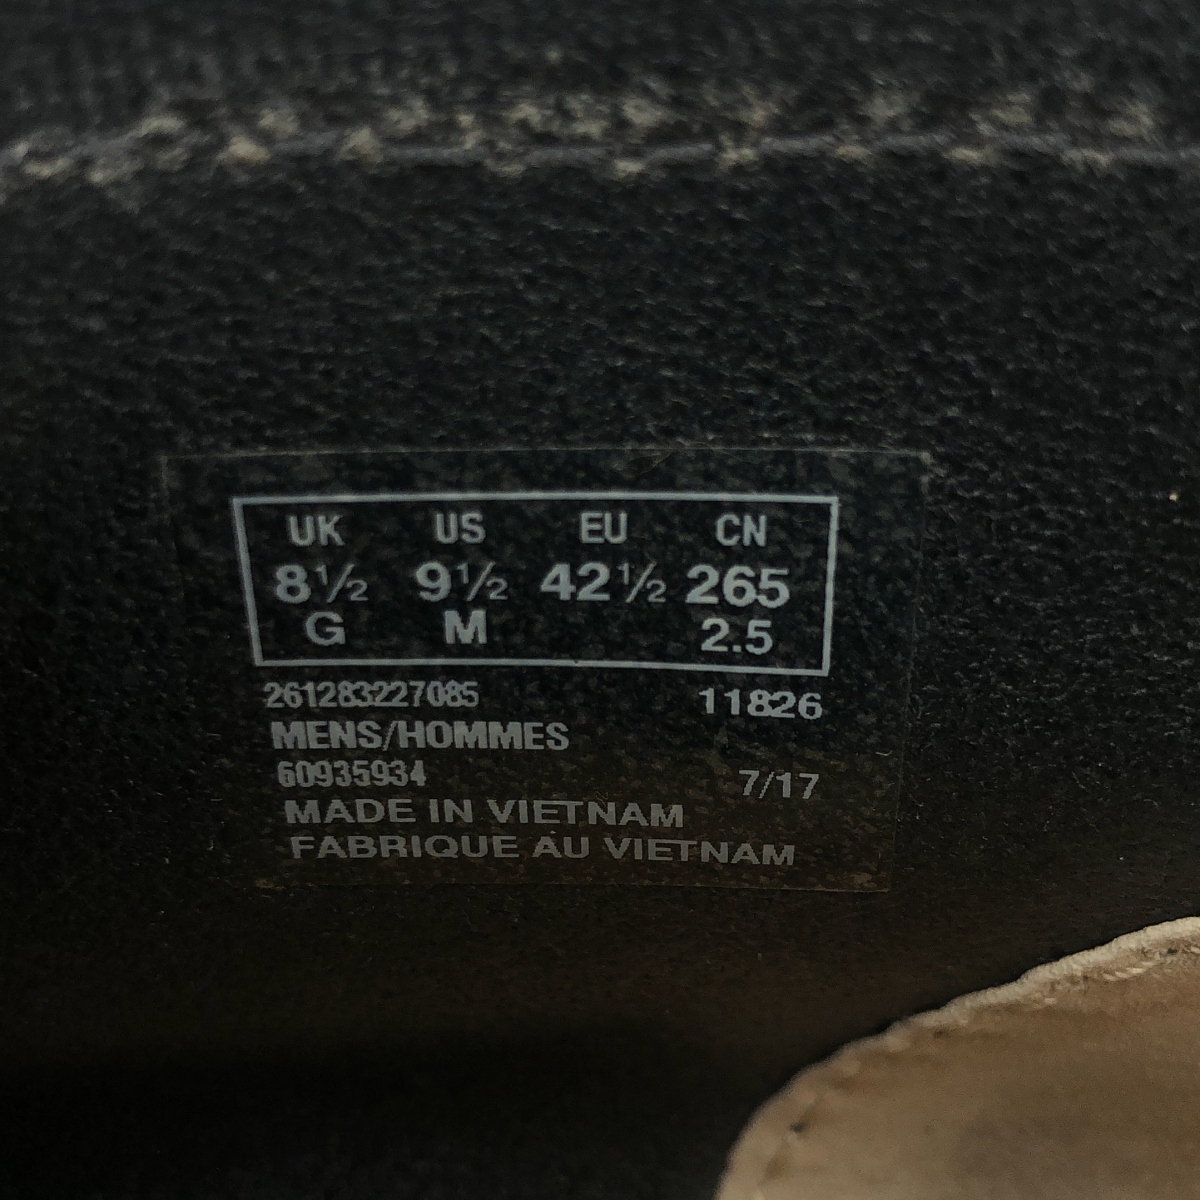 UK US EU CN
8½ 9½ 42½ 265
G M 2.5
261283227085 11826
MENS/HOMMES
60935934 7/17
MADE IN VIETNAM
FABRIQUE AU VIETNAM